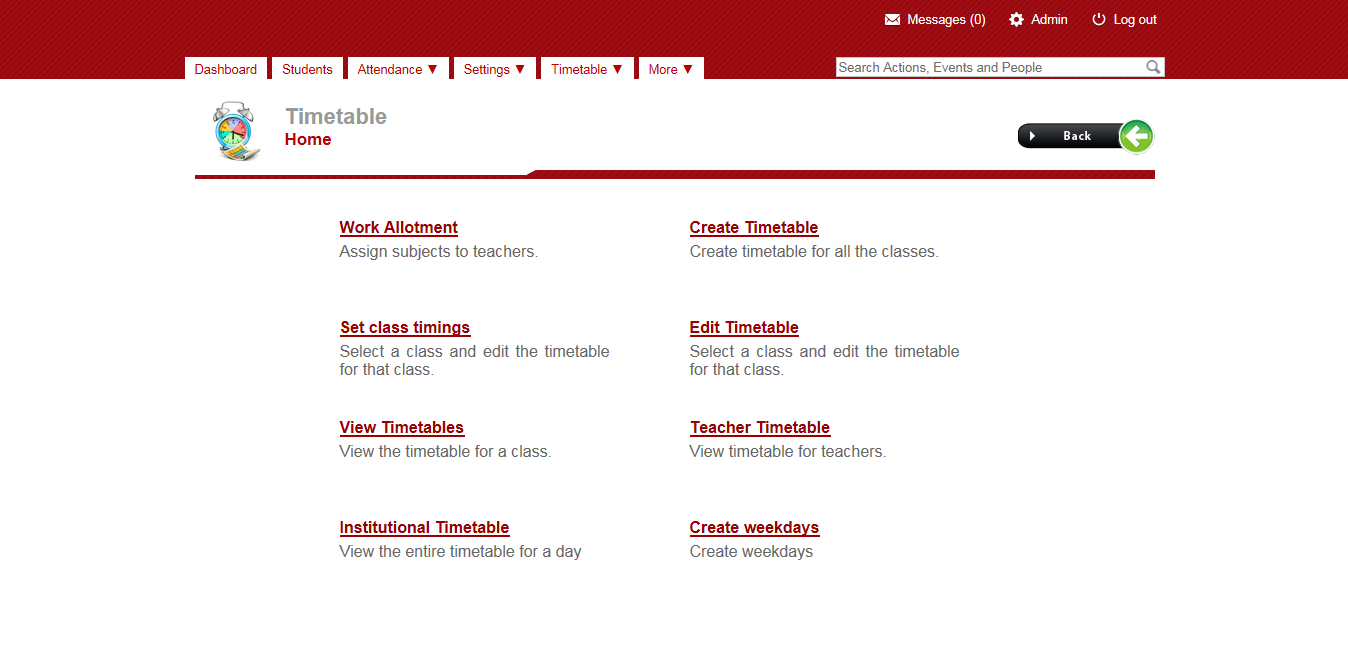 Messages (0) Admin Log out
Dashboard Students Attendance ▼ Settings ▼ Timetable ▼ More ▼ Search Actions, Events and People
Timetable
Home
Back
Work Allotment
Assign subjects to teachers.
Create Timetable
Create timetable for all the classes.
Set class timings
Select a class and edit the timetable
for that class.
Edit Timetable
Select a class and edit the timetable
for that class.
View Timetables
View the timetable for a class.
Teacher Timetable
View timetable for teachers.
Institutional Timetable
View the entire timetable for a day
Create weekdays
Create weekdays